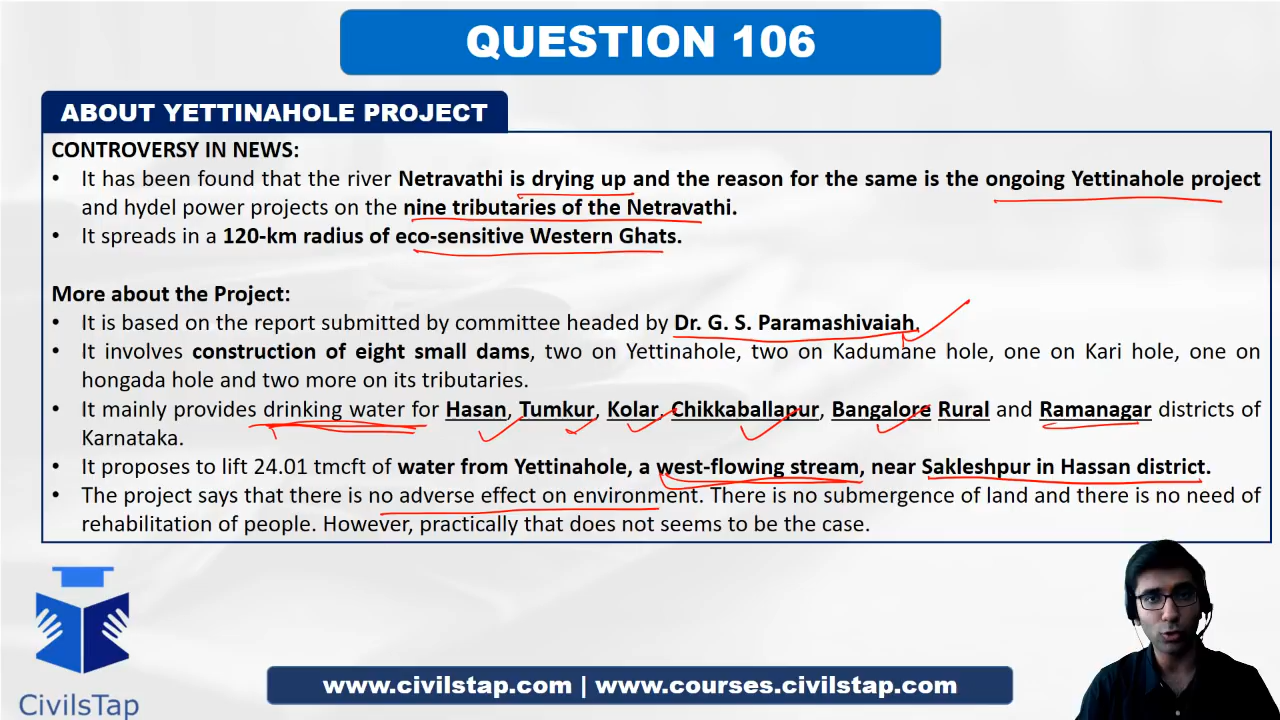 QUESTION 106
ABOUT YETTINAHOLE PROJECT
CONTROVERSY IN NEWS:
• It has been found that the river Netravathi is drying up and the reason for the same is the ongoing Yettinahole project
and hydel power projects on the nine tributaries of the Netravathi.
• It spreads in a 120-km radius of eco-sensitive Western Ghats.
More about the Project:
• It is based on the report submitted by committee headed by Dr. G. S. Paramashivaiah.
• It involves construction of eight small dams, two on Yettinahole, two on Kadumane hole, one on Kari hole, one on
hongada hole and two more on its tributaries.
• It mainly provides drinking water for Hasan, Tumkur, Kolar, Chikkaballapur, Bangalore Rural and Ramanagar districts of
Karnataka.
• It proposes to lift 24.01 tmcft of water from Yettinahole, a west-flowing stream, near Sakleshpur in Hassan district.
• The project says that there is no adverse effect on environment. There is no submergence of land and there is no need of
rehabilitation of people. However, practically that does not seems to be the case.
CivilsTap
www.civilstap.com | www.courses.civilstap.com